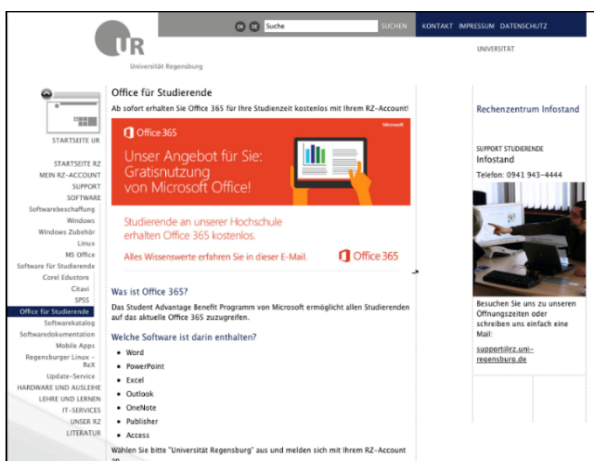 UR
Universität Regensburg
EN DE Suche SUCHEN
KONTAKT IMPRESSUM DATENSCHUTZ
UNIVERSITÄT
STARTSEITE UR
STARTSEITE RZ
MEIN RZ-ACCOUNT
SUPPORT
SOFTWARE
Softwarebeschaffung
Windows
Windows Zubehör
Linux
MS Office
Software für Studierende
Corel Edustore
Citavi
SPSS
Office für Studierende
Softwarekatalog
Softwaredokumentation
Mobile Apps
Regensburger Linux -
ReX
Update-Service
HARDWARE UND AUSLEIHE
LEHRE UND LERNEN
IT-SERVICES
UNSER RZ
LITERATUR
Office für Studierende
Ab sofort erhalten Sie Office 365 für Ihre Studienzeit kostenlos mit Ihrem RZ-Account!
Microsoft
Office 365
Unser Angebot für Sie:
Gratisnutzung
von Microsoft Office!
Studierende an unserer Hochschule
erhalten Office 365 kostenlos.
Alles Wissenswerte erfahren Sie in dieser E-Mail.
Office 365
Was ist Office 365?
Das Student Advantage Benefit Programm von Microsoft ermöglicht allen Studierenden
auf das aktuelle Office 365 zuzugreifen.
Welche Software ist darin enthalten?
• Word
• PowerPoint
• Excel
• Outlook
• OneNote
• Publisher
• Access
Wählen Sie bitte "Universität Regensburg" aus und melden sich mit Ihrem RZ-Account
an
Rechenzentrum Infostand
SUPPORT STUDIERENDE
Infostand
Telefon: 0941 943-4444
Besuchen Sie uns zu unseren
Öffnungszeiten oder
schreiben uns einfach eine
Mail:
support@rz.uni-
regensburg.de